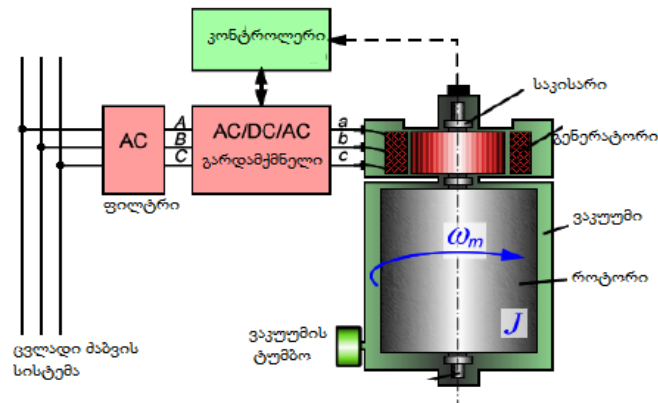 კონტროლერი
საკისარი
გენერატორი
A
B
C
a
b
c
AC
AC/DC/AC
გარდამქმნელი
ფილტრი
ვაკუუმი
ωm
როტორი
J
ვაკუუმის
ტუმბო
ცვლადი ძაბვის
სისტემა